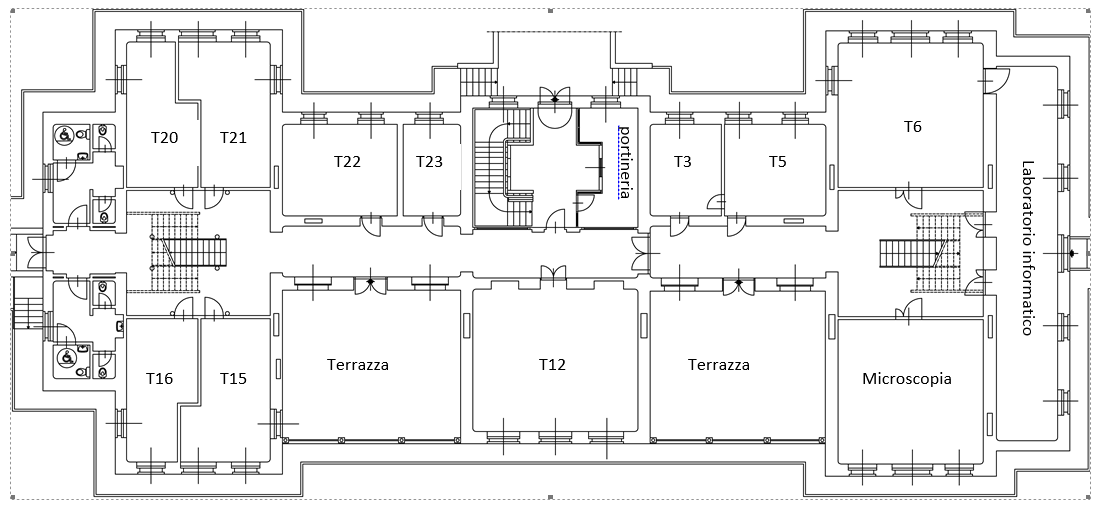 T20
T21
T22
T23
portineria
T3
T5
T6
Laboratorio informatico
T16
T15
Terrazza
T12
Terrazza
Microscopia